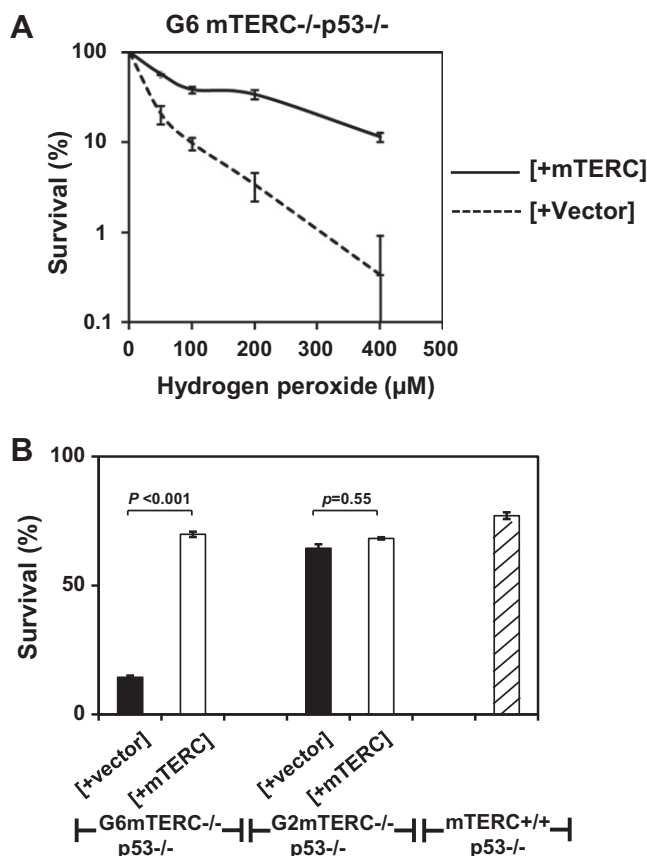 A
G6 mTERC-/-p53-/-
100
10
1
0.1
Survival (%)
0 100 200 300 400 500
Hydrogen peroxide (µM)
[+mTERC]
[+Vector]
B
100
50
0
Survival (%)
P <0.001
p=0.55
[+vector]
[+mTERC]
[+vector]
[+mTERC]
G6mTERC-/- G2mTERC-/- mTERC+/+
p53-/- p53-/- p53-/-